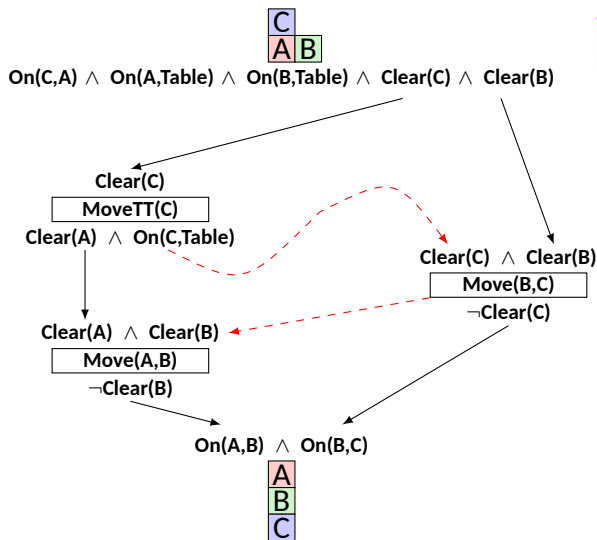 C
A B
On(C,A) ∧ On(A,Table) ∧ On(B,Table) ∧ Clear(C) ∧ Clear(B)
Clear(C)
MoveTT(C)
Clear(A) ∧ On(C,Table)
Clear(C) ∧ Clear(B)
Move(B,C)
¬Clear(C)
Clear(A) ∧ Clear(B)
Move(A,B)
¬Clear(B)
On(A,B) ∧ On(B,C)
A
B
C